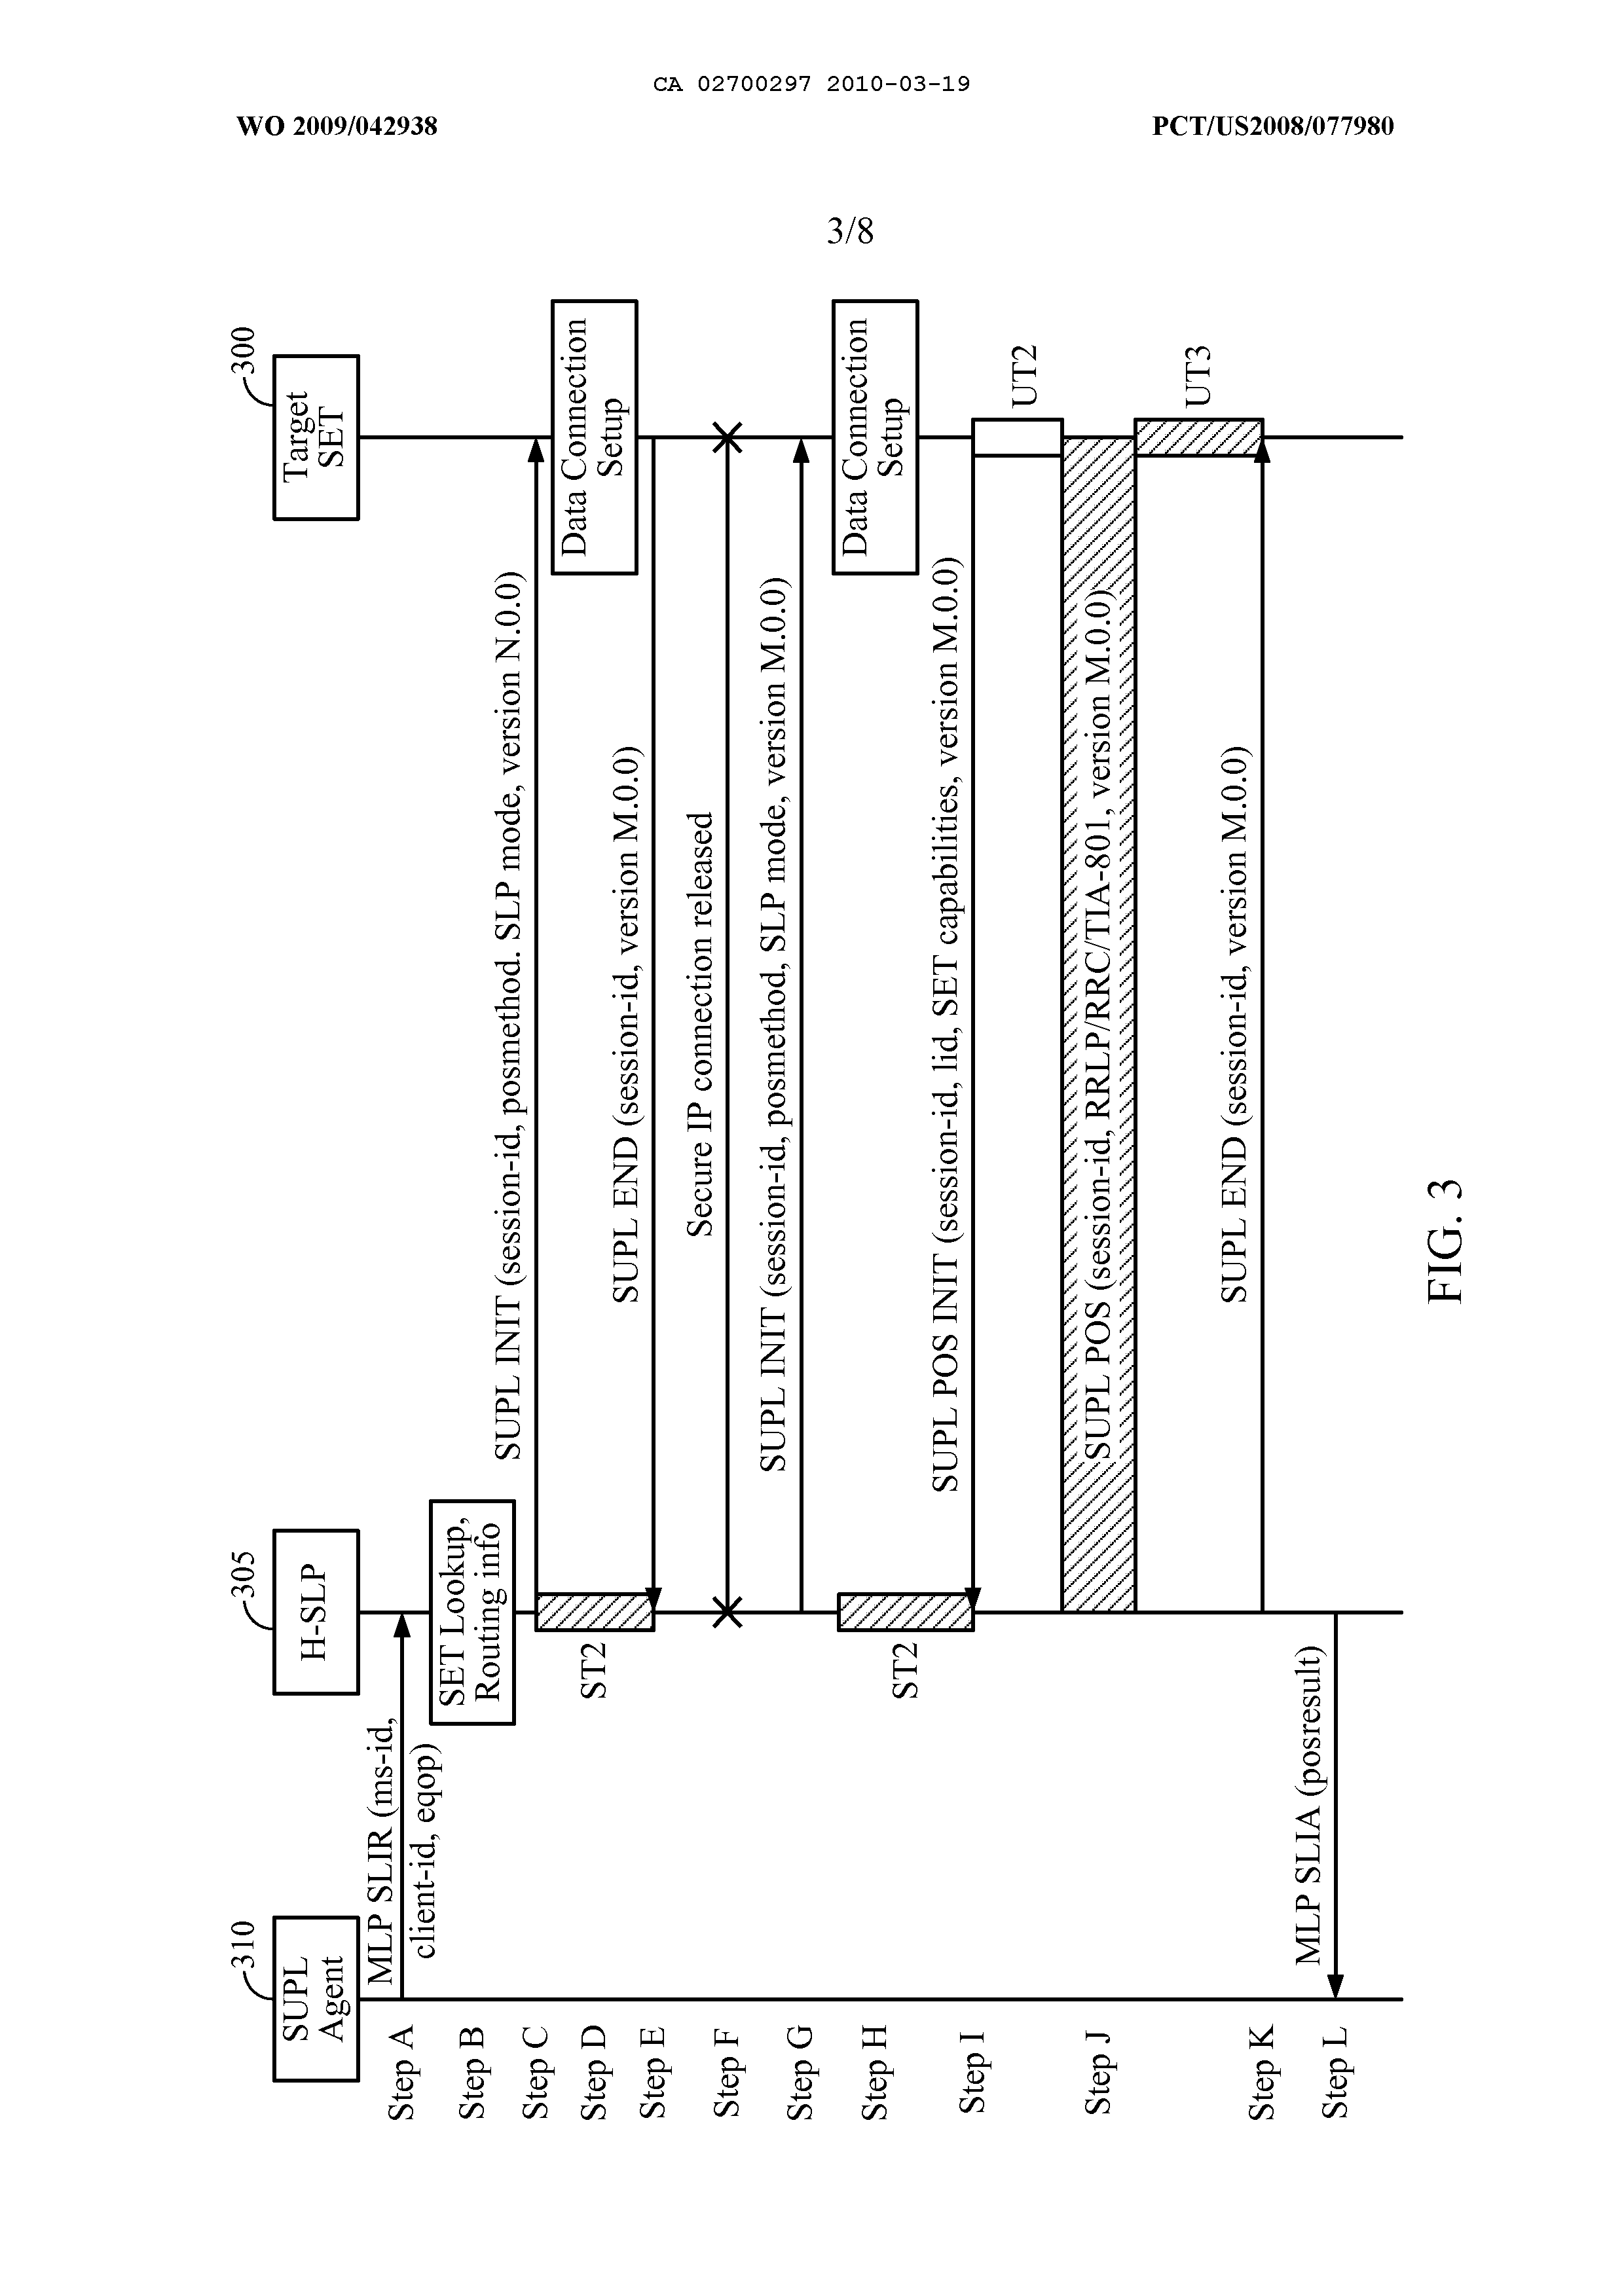 CA 02700297 2010-03-19
WO 2009/042938
PCT/US2008/077980
3/8
310
SUPL
Agent
305
H-SLP
300
Target
SET
Step A
MLP SLIR (ms-id,
client-id, eqop)
Step B
SET Lookup,
Routing info
Step C
SUPL INIT (session-id, posmethod. SLP mode, version N.0.0)
Step D
ST2
Data Connection
Setup
Step E
SUPL END (session-id, version M.0.0)
Step F
Secure IP connection released
Step G
SUPL INIT (session-id, posmethod, SLP mode, version M.0.0)
Step H
ST2
Data Connection
Setup
Step I
SUPL POS INIT (session-id, lid, SET capabilities, version M.0.0)
UT2
Step J
SUPL POS (session-id, RRLP/RRC/TIA-801, version M.0.0)
UT3
Step K
SUPL END (session-id, version M.0.0)
Step L
MLP SLIA (posresult)
FIG. 3